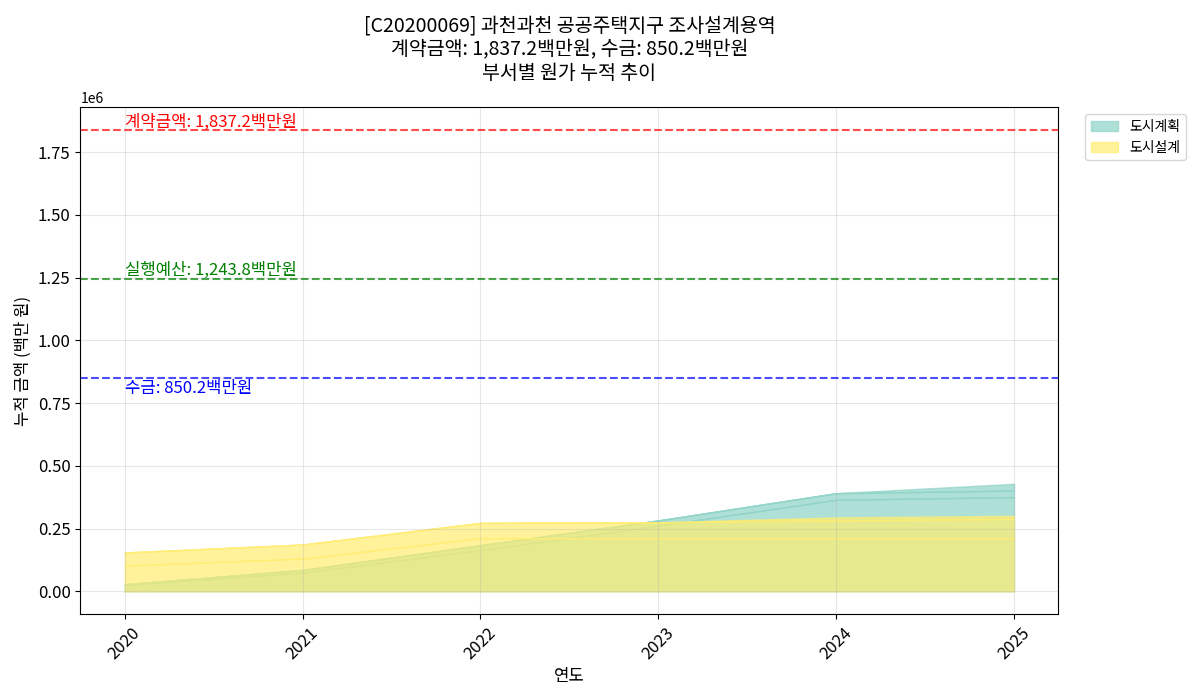 [C20200069] 과천과천 공공주택지구 조사설계용역
계약금액: 1,837.2백만원, 수금: 850.2백만원
부서별 원가 누적 추이
1e6
계약금액: 1,837.2백만원
실행예산: 1,243.8백만원
수금: 850.2백만원
1.75
1.50
1.25
1.00
0.75
0.50
0.25
0.00
누적 금액 (백만 원)
2020
2021
2022
2023
2024
2025
연도
도시계획
도시설계